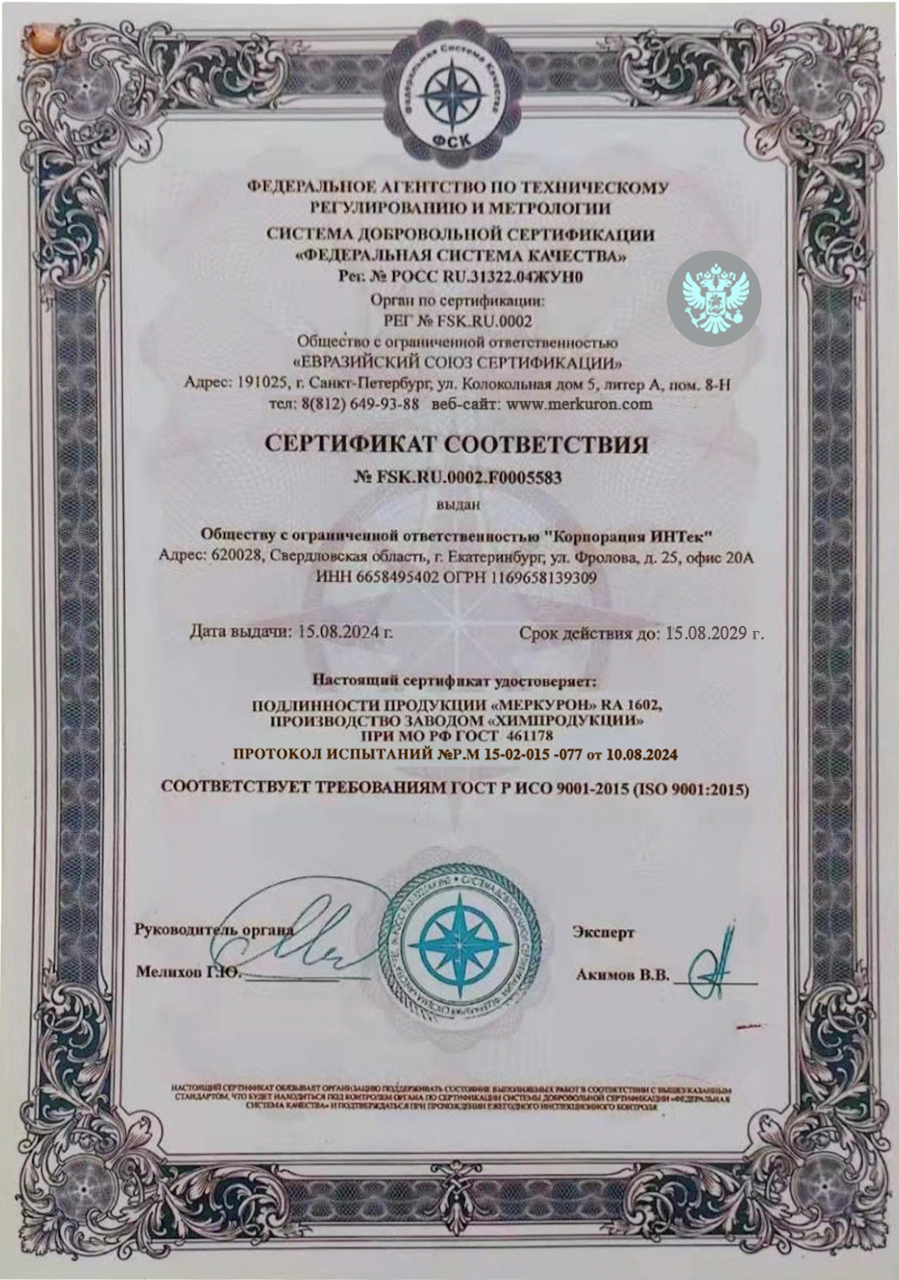 Федеральная Система Качества
ФСК
ФЕДЕРАЛЬНОЕ АГЕНТСТВО ПО ТЕХНИЧЕСКОМУ
РЕГУЛИРОВАНИЮ И МЕТРОЛОГИИ
СИСТЕМА ДОБРОВОЛЬНОЙ СЕРТИФИКАЦИИ
«ФЕДЕРАЛЬНАЯ СИСТЕМА КАЧЕСТВА»
Рег. № РОСС RU.31322.04ЖУН0
Орган по сертификации:
РЕГ № FSK.RU.0002
Общество с ограниченной ответственностью
«ЕВРАЗИЙСКИЙ СОЮЗ СЕРТИФИКАЦИИ»
Адрес: 191025, г. Санкт-Петербург, ул. Колокольная дом 5, литер А, пом. 8-Н
тел: 8(812) 649-93-88 веб-сайт: www.merkuron.com
СЕРТИФИКАТ СООТВЕТСТВИЯ
№ FSK.RU.0002.F0005583
выдан
Обществу с ограниченной ответственностью "Корпорация ИНТек"
Адрес: 620028, Свердловская область, г. Екатеринбург, ул. Фролова, д. 25, офис 20А
ИНН 6658495402 ОГРН 1169658139309
Дата выдачи: 15.08.2024 г. Срок действия до: 15.08.2029 г.
Настоящий сертификат удостоверяет:
ПОДЛИННОСТИ ПРОДУКЦИИ «МЕРКУРОН» RA 1602,
ПРОИЗВОДСТВО ЗАВОДОМ «ХИМПРОДУКЦИИ»
ПРИ МО РФ ГОСТ 461178
ПРОТОКОЛ ИСПЫТАНИЙ №Р.М 15-02-015 -077 от 10.08.2024
СООТВЕТСТВУЕТ ТРЕБОВАНИЯМ ГОСТ Р ИСО 9001-2015 (ISO 9001:2015)
Руководитель органа
Эксперт
Мелихов Г.Ю.
Акимов В.В.
НАСТОЯЩИЙ СЕРТИФИКАТ ОБЯЗЫВАЕТ ОРГАНИЗАЦИЮ ПОДДЕРЖИВАТЬ СОСТОЯНИЕ ВЫПОЛНЯЕМЫХ РАБОТ В СООТВЕТСТВИИ С ВЫШЕУКАЗАННЫМ
СТАНДАРТОМ, ЧТО БУДЕТ НАХОДИТЬСЯ ПОД КОНТРОЛЕМ ОРГАНА ПО СЕРТИФИКАЦИИ СИСТЕМЫ ДОБРОВОЛЬНОЙ СЕРТИФИКАЦИИ «ФЕДЕРАЛЬНАЯ
СИСТЕМА КАЧЕСТВА» И ПОДТВЕРЖДАТЬСЯ ПРИ ПРОХОЖДЕНИИ ЕЖЕГОДНОГО ИНСПЕКЦИОННОГО КОНТРОЛЯ